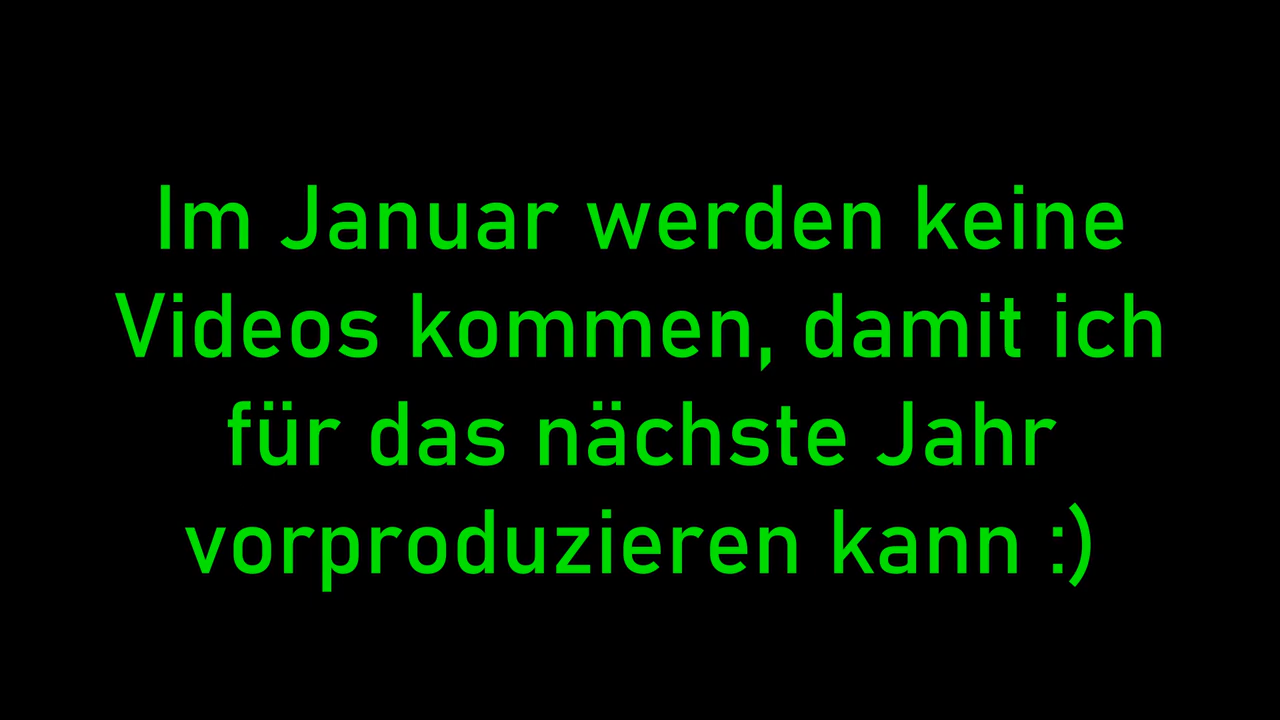 Im Januar werden keine
Videos kommen, damit ich
für das nächste Jahr
vorproduzieren kann :)